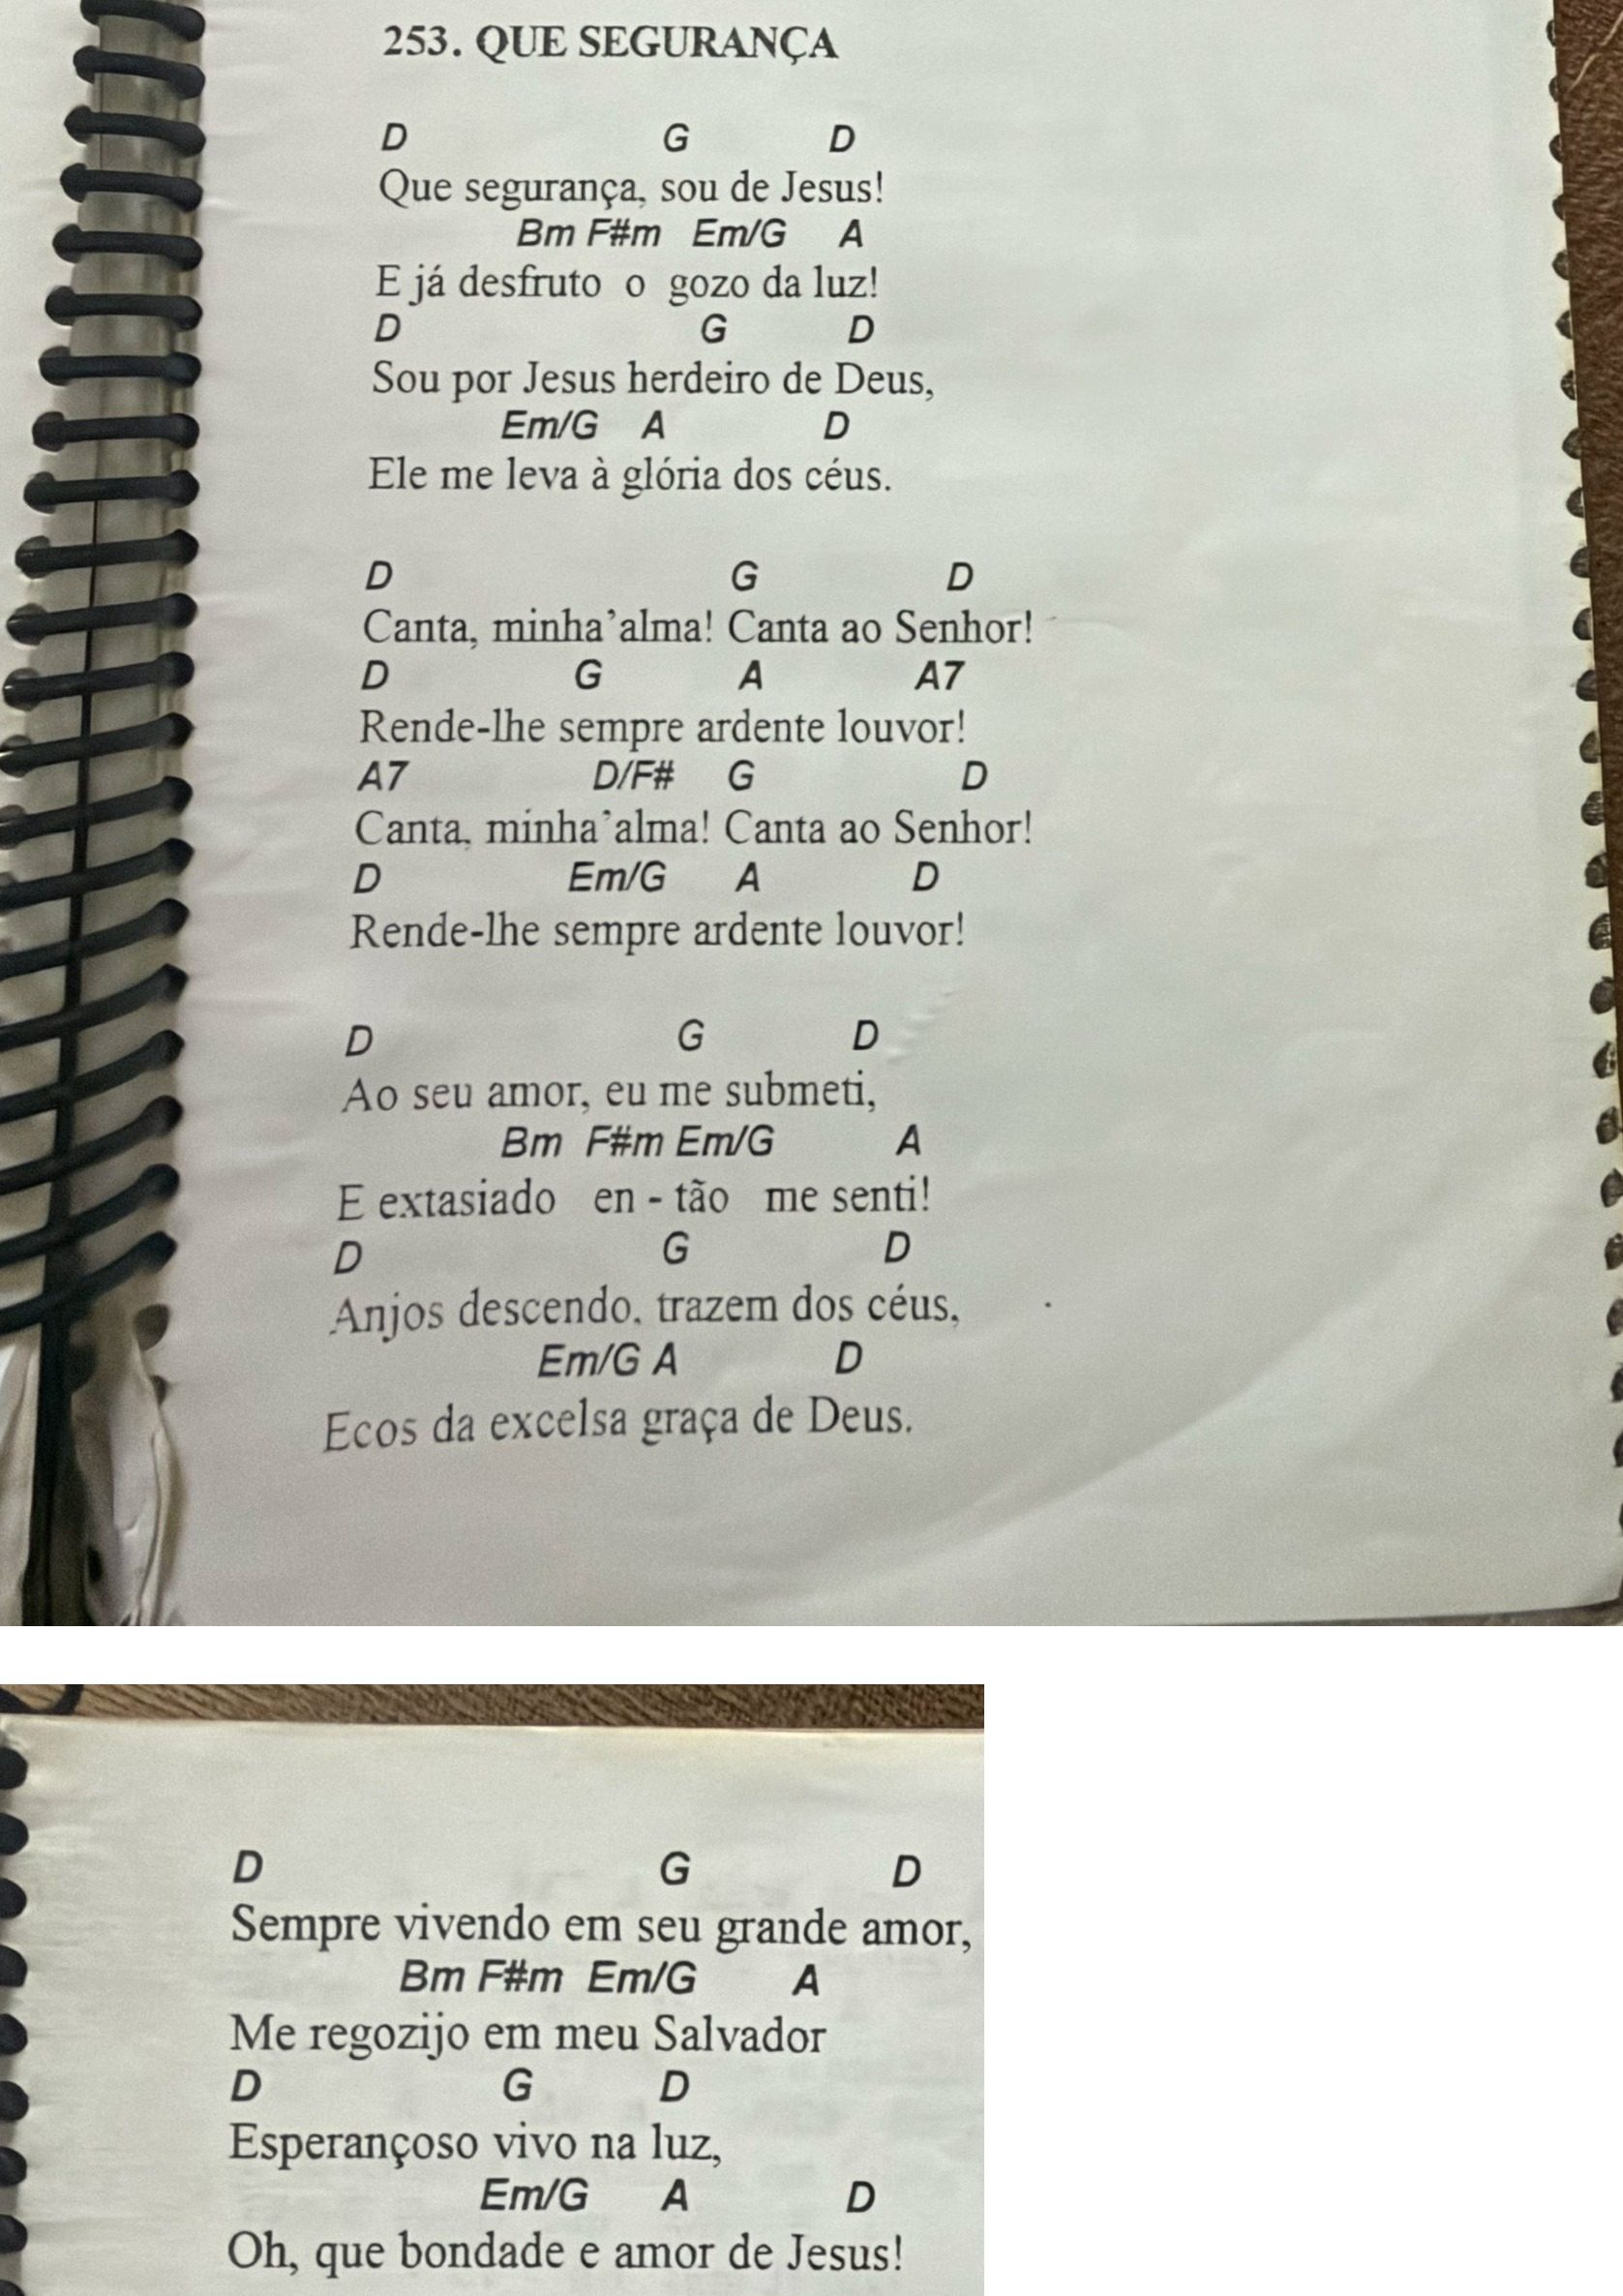 253. QUE SEGURANÇA
D G D
Que segurança, sou de Jesus!
Bm F#m Em/G A
E já desfruto o gozo da luz!
D G D
Sou por Jesus herdeiro de Deus,
Em/G A D
Ele me leva à glória dos céus.
D G D
Canta, minha’alma! Canta ao Senhor!
D G A A7
Rende-lhe sempre ardente louvor!
A7 D/F# G D
Canta, minha’alma! Canta ao Senhor!
D Em/G A D
Rende-lhe sempre ardente louvor!
D G D
Ao seu amor, eu me submeti,
Bm F#m Em/G A
E extasiado en - tão me senti!
D G D
Anjos descendo, trazem dos céus,
Em/G A D
Ecos da excelsa graça de Deus.
D G D
Sempre vivendo em seu grande amor,
Bm F#m Em/G A
Me regozijo em meu Salvador
D G D
Esperançoso vivo na luz,
Em/G A D
Oh, que bondade e amor de Jesus!